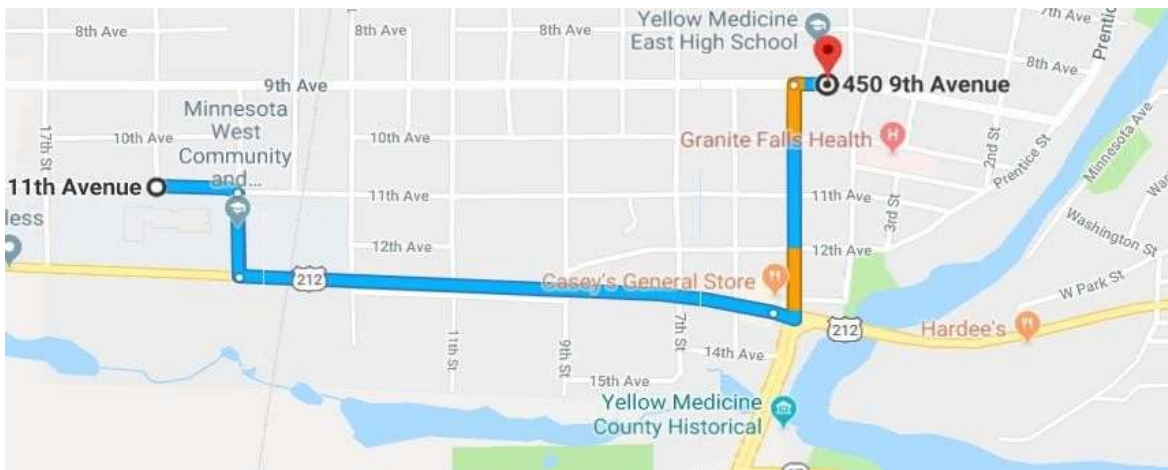 7th Ave
8th Ave
8th Ave
8th Ave
Yellow Medicine
East High School
Prentice
8th Ave
9th Ave
450 9th Avenue
Minnesota
West
Community
and...
17th St
10th Ave
10th Ave
Granite Falls Health
H
2nd St
Prentice St
Minnesota Ave
11th Avenue
11th Ave
11th Ave
3rd St
less
12th Ave
12th Ave
Washington St
212
Casey's General Store
W Park St
212
Hardee's
11th St
9th St
7th St
14th Ave
15th Ave
Yellow Medicine
County Historical